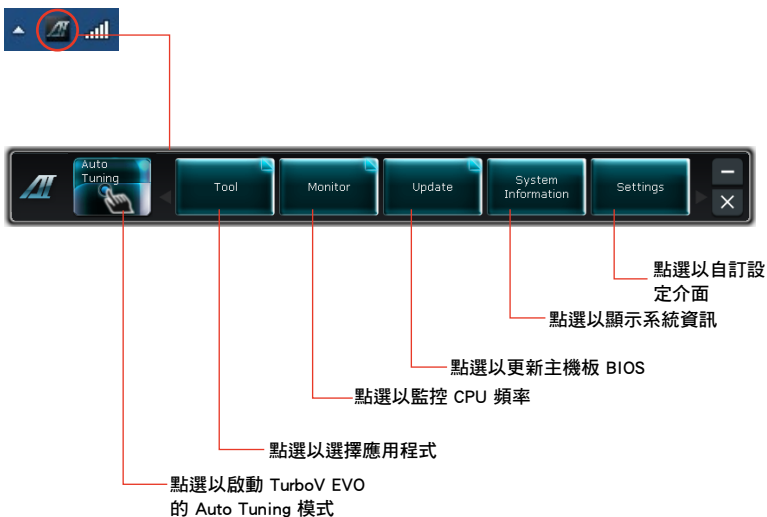 Auto
Tuning
Tool
Monitor
Update
System
Information
Settings
點選以自訂設
定介面
點選以顯示系統資訊
點選以更新主機板 BIOS
點選以監控 CPU 頻率
點選以選擇應用程式
點選以啟動 TurboV EVO
的 Auto Tuning 模式